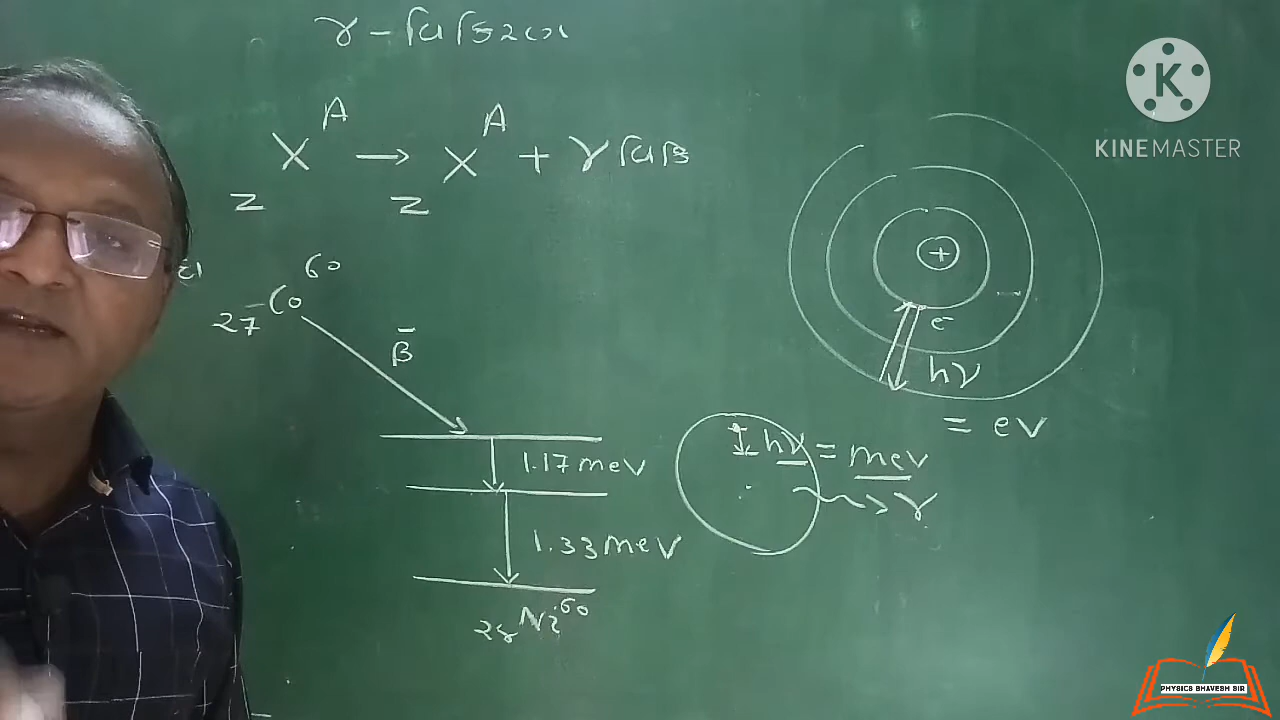 γ-વિકિરણ
X^A → X^A + γ વિકિ
Z Z
27 Co 60
β-
1.17 meV
1.33 meV
28 Ni 60
+
e-
hν
= eV
hν = meV
γ
KINEMASTER
PHYSICS BHAVESH SIR